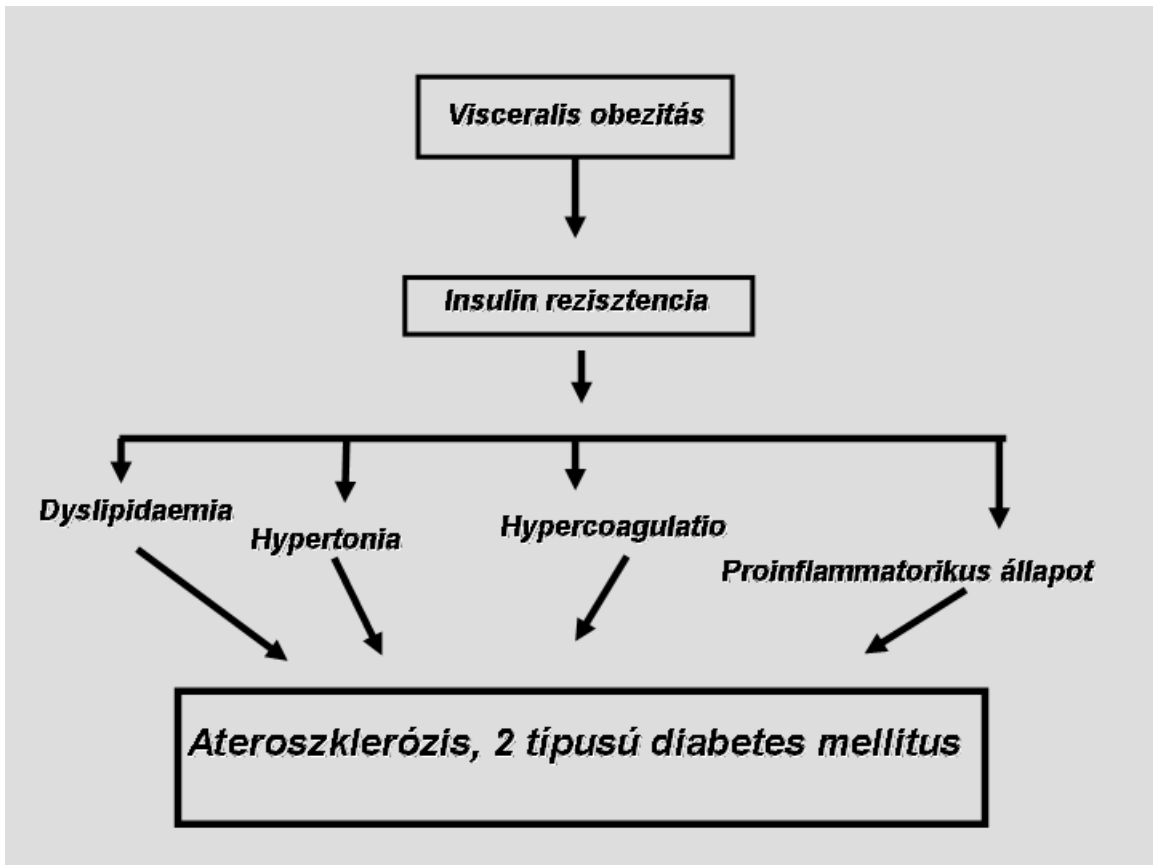 Visceralis obezitás
Insulin rezisztencia
Dyslipidaemia
Hypertonia
Hypercoagulatio
Proinflammatorikus állapot
Ateroszklerózis, 2 típusú diabetes mellitus